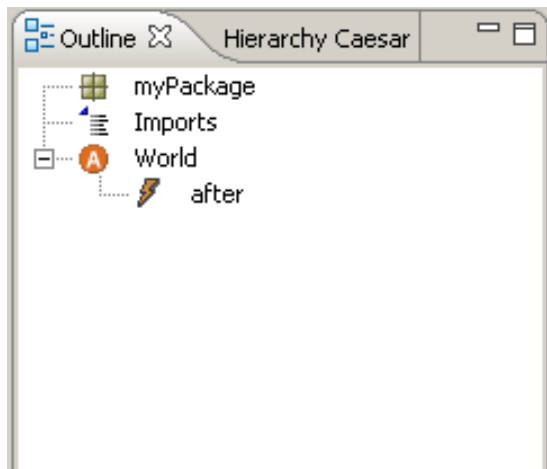 Outline Hierarchy Caesar
myPackage
Imports
A World
after